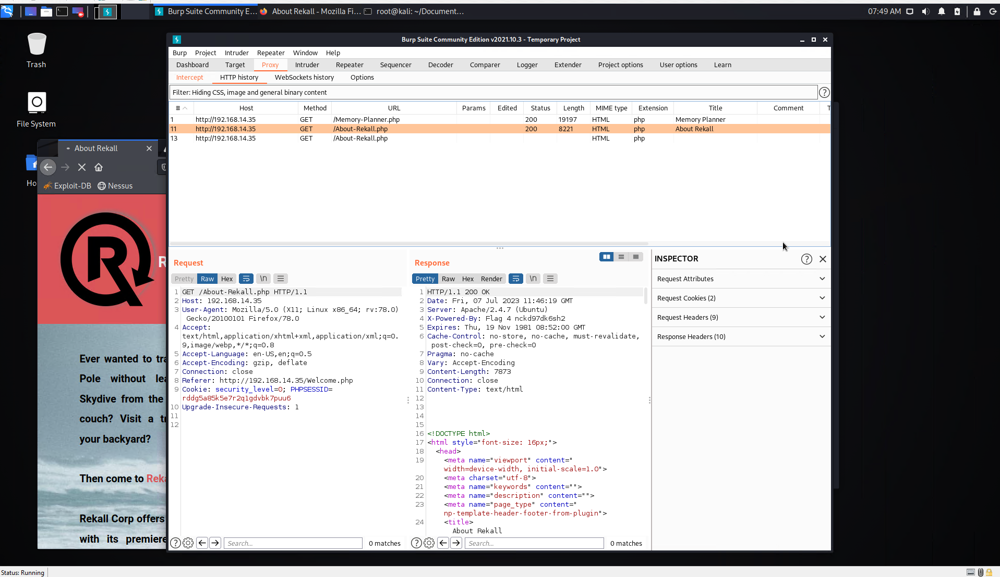 Burp Suite Community E...
About Rekall - Mozilla Fi...
root@kali: ~/Document...
07:49 AM
Trash
File System
Ho
About Rekall
Exploit-DB
Nessus
R
R
Ever wanted to tra
Pole without lea
Skydive from the
couch? Visit a tr
your backyard?
Then come to Reka
Rekall Corp offers
with its premiere
Burp Suite Community Edition v2021.10.3 - Temporary Project
Burp Project Intruder Repeater Window Help
Dashboard Target Proxy Intruder Repeater Sequencer Decoder Comparer Logger Extender Project options User options Learn
Intercept HTTP history WebSockets history Options
Filter: Hiding CSS, image and general binary content
?
# Host Method URL Params Edited Status Length MIME type Extension Title Comment T
1 http://192.168.14.35 GET /Memory-Planner.php 200 19197 HTML php Memory Planner
11 http://192.168.14.35 GET /About-Rekall.php 200 8221 HTML php About Rekall
13 http://192.168.14.35 GET /About-Rekall.php HTML php
Request
Pretty Raw Hex \n
1 GET /About-Rekall.php HTTP/1.1
2 Host: 192.168.14.35
3 User-Agent: Mozilla/5.0 (X11; Linux x86_64; rv:78.0)
Gecko/20100101 Firefox/78.0
4 Accept:
text/html,application/xhtml+xml,application/xml;q=0.
9,image/webp,*/*;q=0.8
5 Accept-Language: en-US,en;q=0.5
6 Accept-Encoding: gzip, deflate
7 Connection: close
8 Referer: http://192.168.14.35/Welcome.php
9 Cookie: security_level=0; PHPSESSID=
rddg5a85k5e7r2q1gdvbk7puu6
10 Upgrade-Insecure-Requests: 1
11
12
? Search... 0 matches
Response
Pretty Raw Hex Render \n
1 HTTP/1.1 200 OK
2 Date: Fri, 07 Jul 2023 11:46:19 GMT
3 Server: Apache/2.4.7 (Ubuntu)
4 X-Powered-By: Flag 4 nckd97dk6sh2
5 Expires: Thu, 19 Nov 1981 08:52:00 GMT
6 Cache-Control: no-store, no-cache, must-revalidate,
post-check=0, pre-check=0
7 Pragma: no-cache
8 Vary: Accept-Encoding
9 Content-Length: 7873
10 Connection: close
11 Content-Type: text/html
12
13
14
15
16 <!DOCTYPE html>
17 <html style="font-size: 16px;">
18 <head>
19 <meta name="viewport" content="
width=device-width, initial-scale=1.0">
20 <meta charset="utf-8">
21 <meta name="keywords" content="">
22 <meta name="description" content="">
23 <meta name="page_type" content="
np-template-header-footer-from-plugin">
24 <title>
About Rekall
? Search... 0 matches
INSPECTOR
?
Request Attributes
Request Cookies (2)
Request Headers (9)
Response Headers (10)
Status: Running